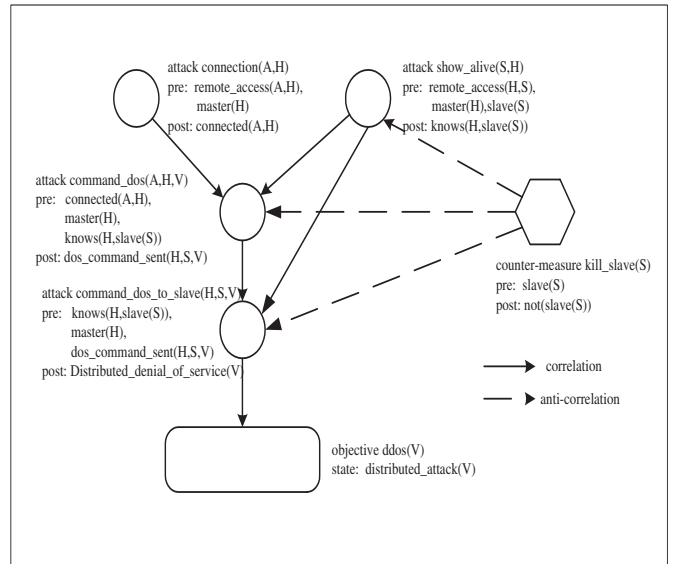 attack connection(A,H)
pre: remote_access(A,H),
master(H)
post: connected(A,H)
attack show_alive(S,H)
pre: remote_access(H,S),
master(H),slave(S)
post: knows(H,slave(S))
attack command_dos(A,H,V)
pre: connected(A,H),
master(H),
knows(H,slave(S))
post: dos_command_sent(H,S,V)
counter-measure kill_slave(S)
pre: slave(S)
post: not(slave(S))
attack command_dos_to_slave(H,S,V)
pre: knows(H,slave(S)),
master(H),
dos_command_sent(H,S,V)
post: Distributed_denial_of_service(V)
correlation
anti-correlation
objective ddos(V)
state: distributed_attack(V)